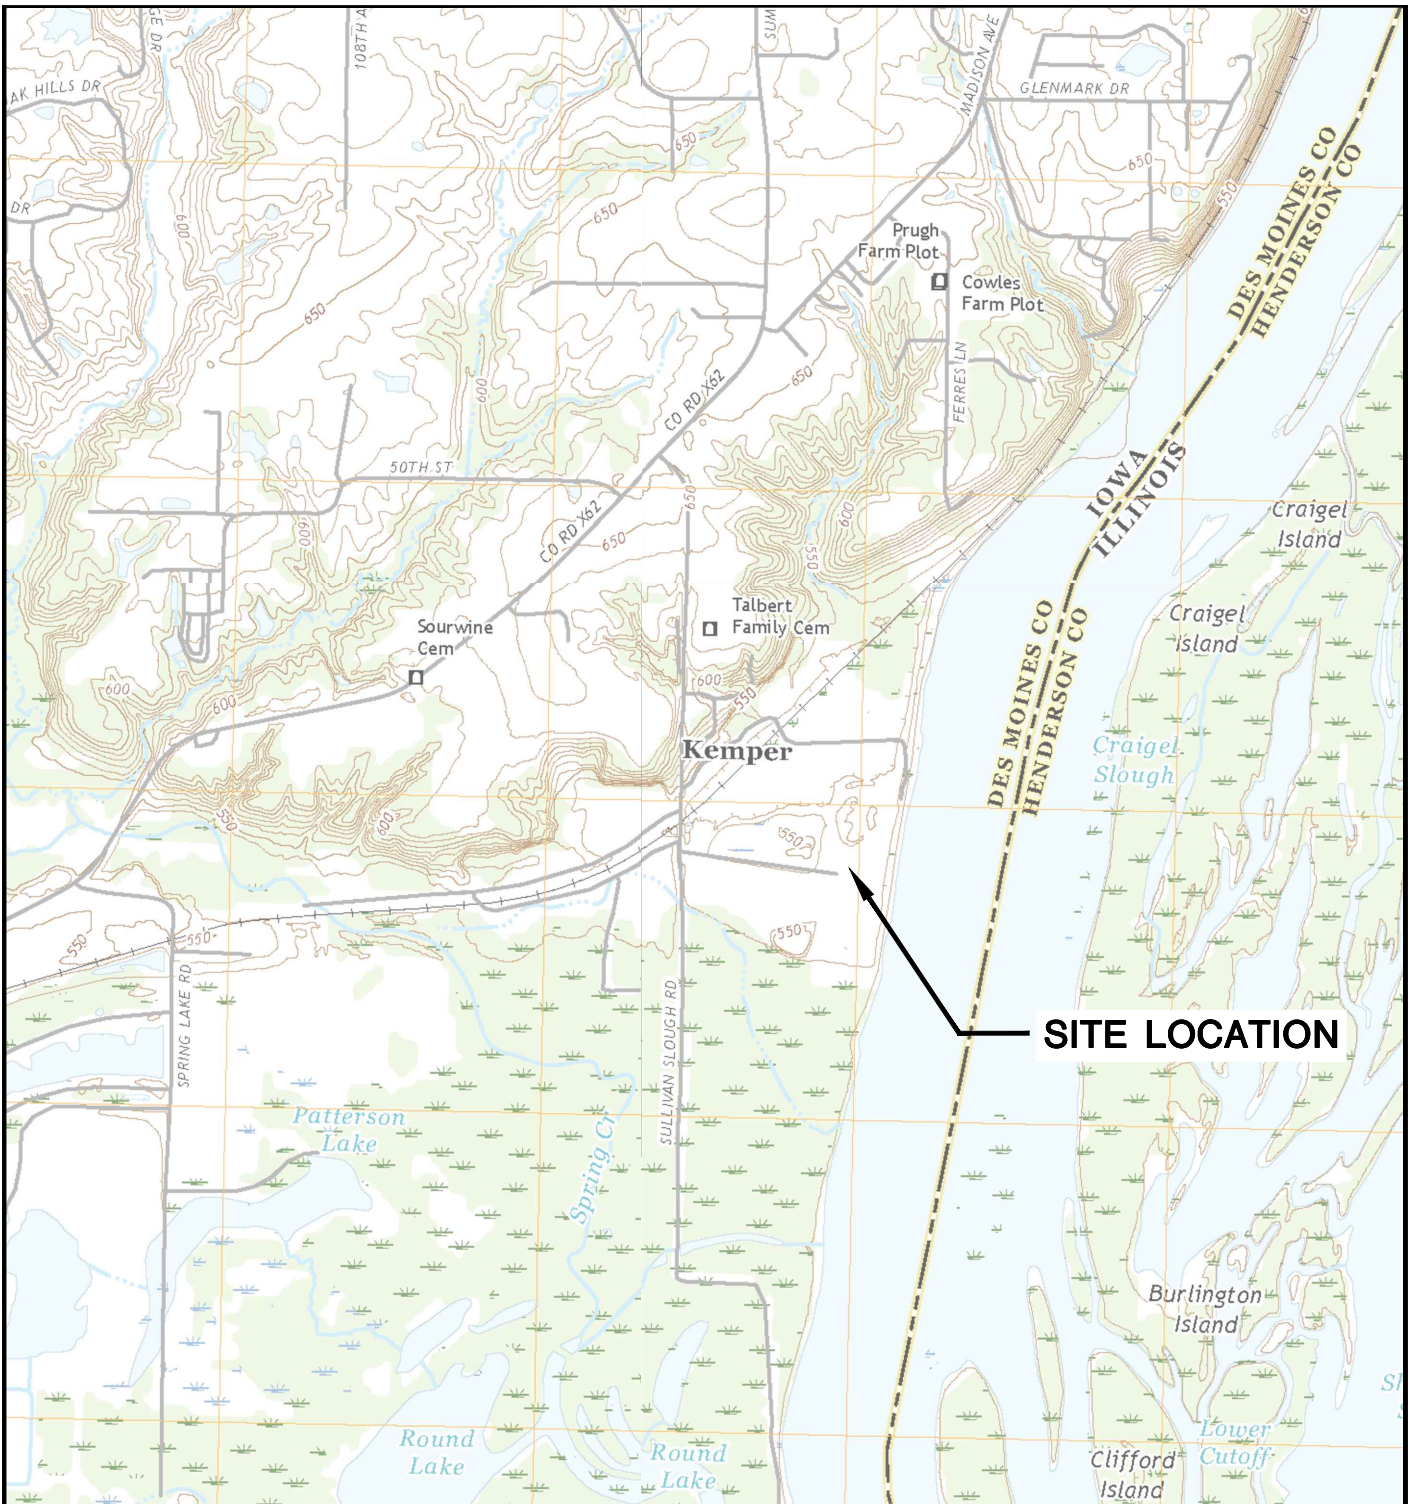 108TH A
SUM
MADISON AVE
AK HILLS DR
GLENMARK DR
650
650
DES MOINES CO
HENDERSON CO
550
DR
600
650
Prugh
Farm Plot
Cowles
Farm Plot
650
650
600
CO RD X62
FERRES LN
50TH ST
IOWA
ILLINOIS
650
CO RD X62
600
600
650
550
Craigel
Island
Talbert
Family Cem
Sourwine
Cem
Craigel
Island
DES MOINES CO
HENDERSON CO
600
600
600
550
Kemper
Craigel
Slough
550
600
550
550
550
550
SPRING LAKE RD
SULLIVAN SLOUGH RD
SITE LOCATION
Patterson
Lake
Spring Cr
Burlington
Island
Round
Lake
Round
Lake
Lower
Cutoff
Clifford
Island